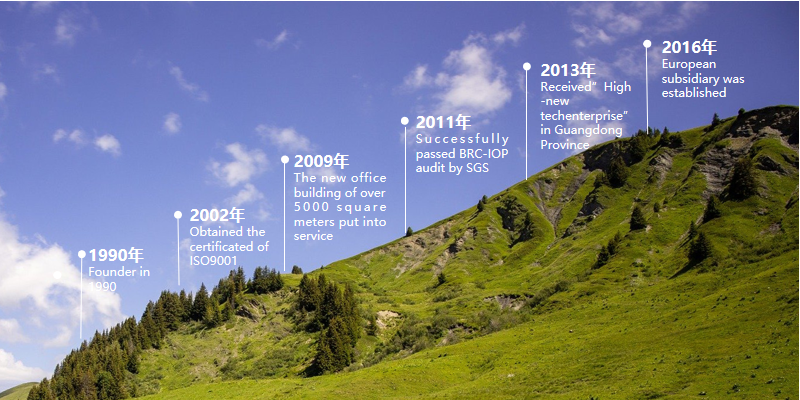 1990年
Founder in
1990
2002年
Obtained the
certificated of
ISO9001
2009年
The new office
building of over
5000 square
meters put into
service
2011年
Successfully
passed BRC-IOP
audit by SGS
2013年
Received” High
-new
techenterprise”
in Guangdong
Province
2016年
European
subsidiary was
established